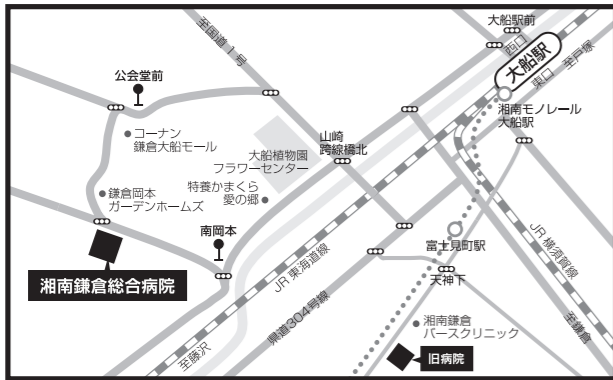 大船駅前
至国道1号
西口
大船駅
東口
至戸塚
公会堂前
湘南モノレール
大船駅
コーナン
鎌倉大船モール
大船植物園
フラワーセンター
山崎
跨線橋北
特養かまくら
愛の郷
鎌倉岡本
ガーデンホームズ
南岡本
富士見町駅
JR横須賀線
JR東海道線
湘南鎌倉総合病院
天神下
県道304号線
至鎌倉
湘南鎌倉
バースクリニック
至藤沢
旧病院